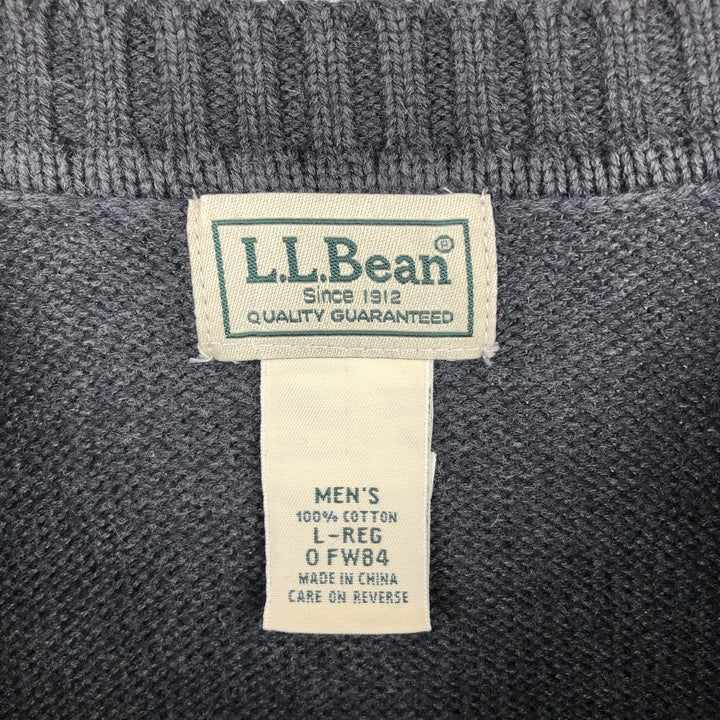 L.L.Bean®
Since 1912
QUALITY GUARANTEED
MEN'S
100% COTTON
L-REG
0 FW84
MADE IN CHINA
CARE ON REVERSE